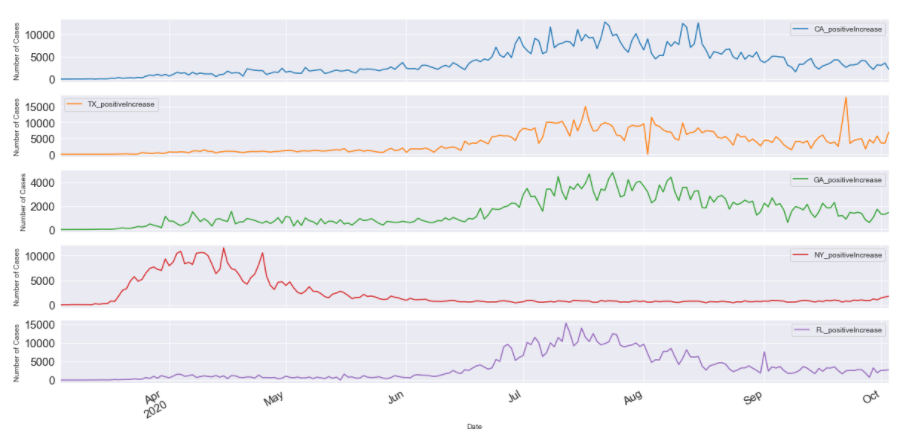 10000
5000
0
Number of Cases
CA_positiveIncrease
15000
10000
5000
0
Number of Cases
TX_positiveIncrease
4000
2000
0
Number of Cases
GA_positiveIncrease
10000
5000
0
Number of Cases
NY_positiveIncrease
15000
10000
5000
0
Number of Cases
FL_positiveIncrease
Apr
2020
May
Jun
Jul
Aug
Sep
Oct
Date